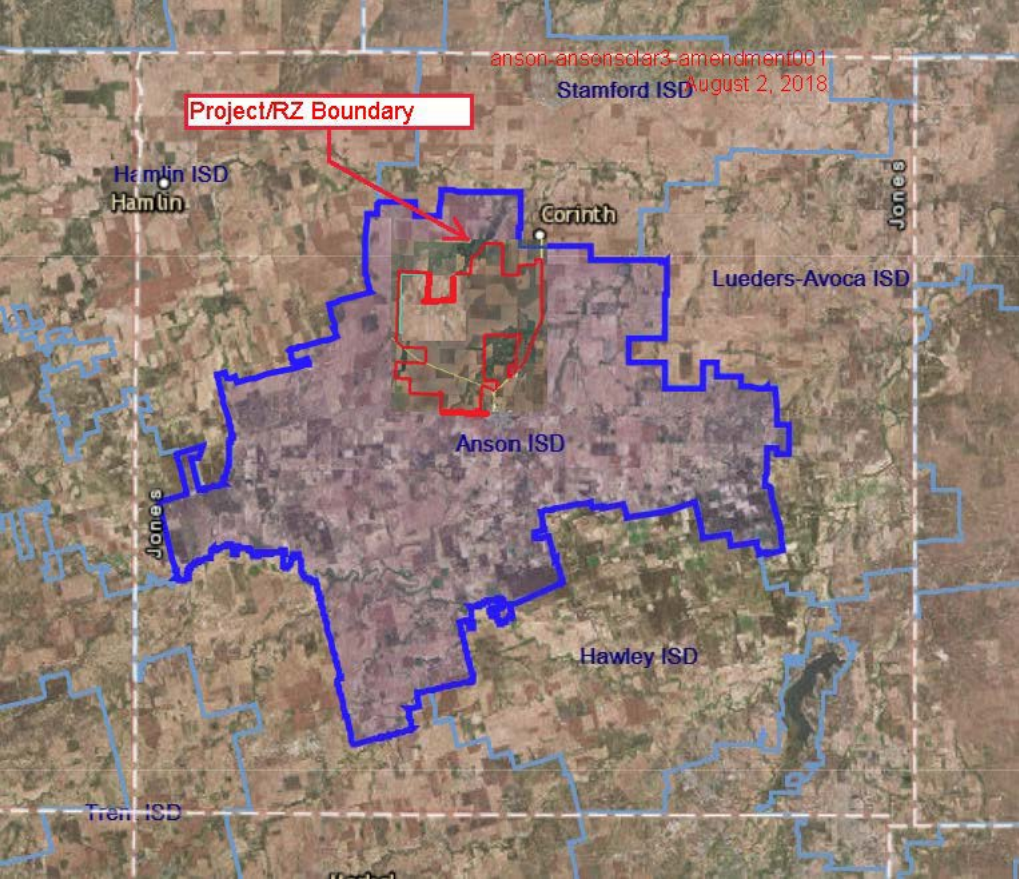 anson-ansonsolar3-amendment001
August 2, 2018
Stamford ISD
Project/RZ Boundary
Hamlin ISD
Hamlin
Corinth
Jones
Lueders-Avoca ISD
Anson ISD
Jones
Hawley ISD
ISD